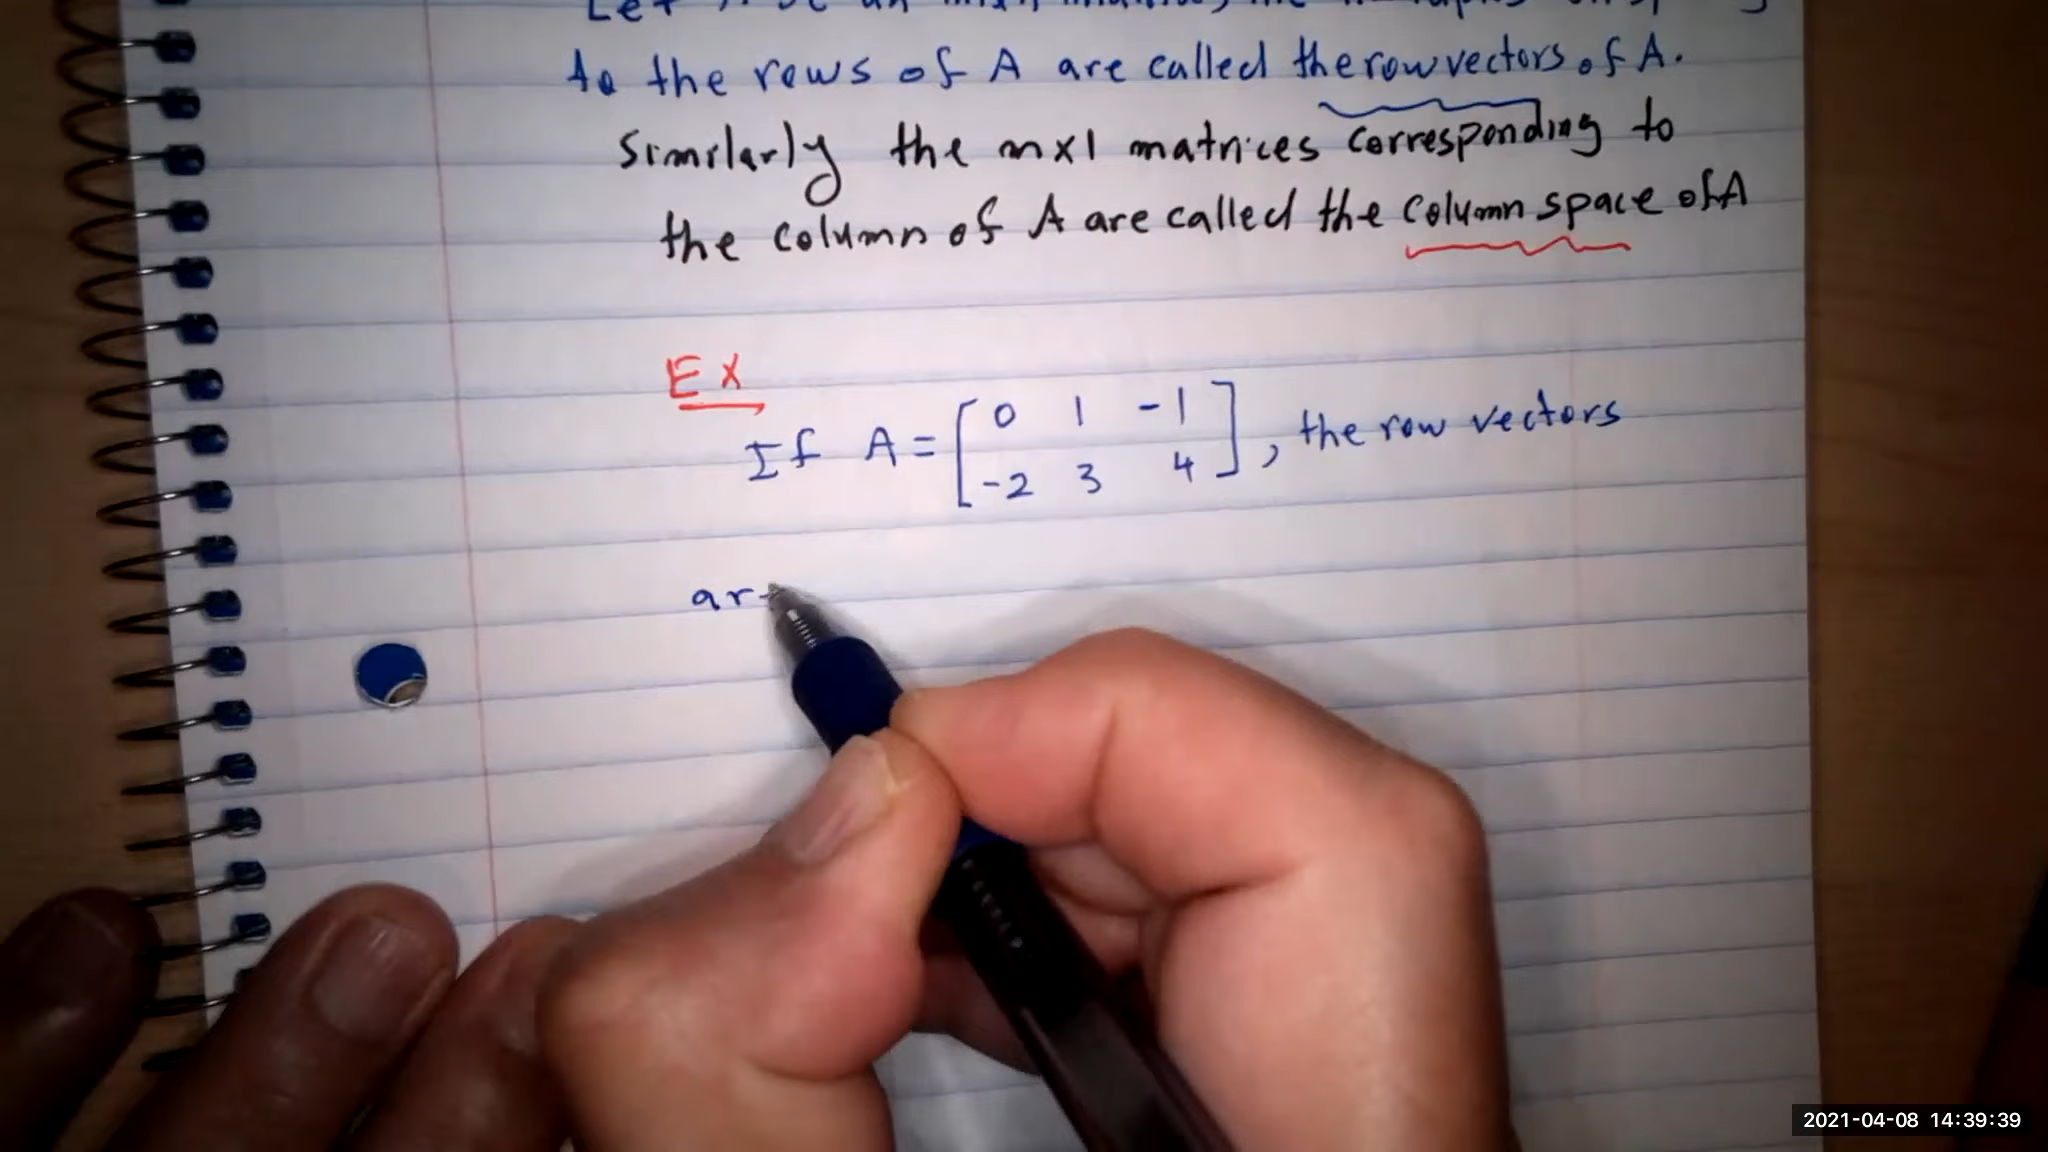 Let
to the rows of A are called the row vectors of A.
Similarly the mx1 matrices corresponding to
the column of A are called the column space of A
Ex
If A = [ 0 1 -1
-2 3 4 ], the row vectors
ar
2021-04-08 14:39:39